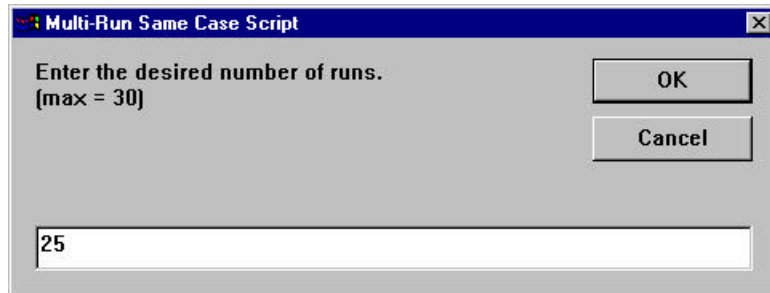 Multi-Run Same Case Script
Enter the desired number of runs.
(max = 30)
OK
Cancel
25